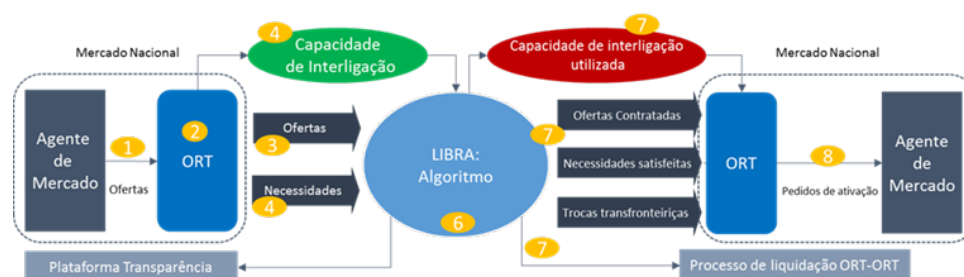 Mercado Nacional
Agente
de
Mercado
1
Ofertas
2
ORT
4
Capacidade
de Interligação
Ofertas
3
Necessidades
4
LIBRA:
Algoritmo
6
7
Capacidade de interligação
utilizada
7
Ofertas Contratadas
Necessidades satisfeitas
Trocas transfronteiriças
Mercado Nacional
ORT
8
Pedidos de ativação
Agente
de
Mercado
Plataforma Transparência
7
Processo de liquidação ORT-ORT